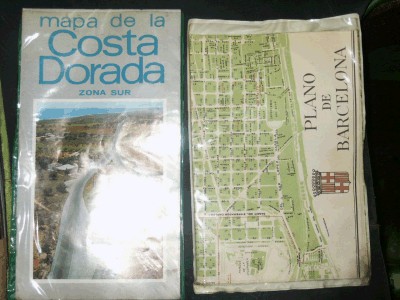 mapa de la
Costa
Dorada
ZONA SUR
PLANO
DE
BARCELONA